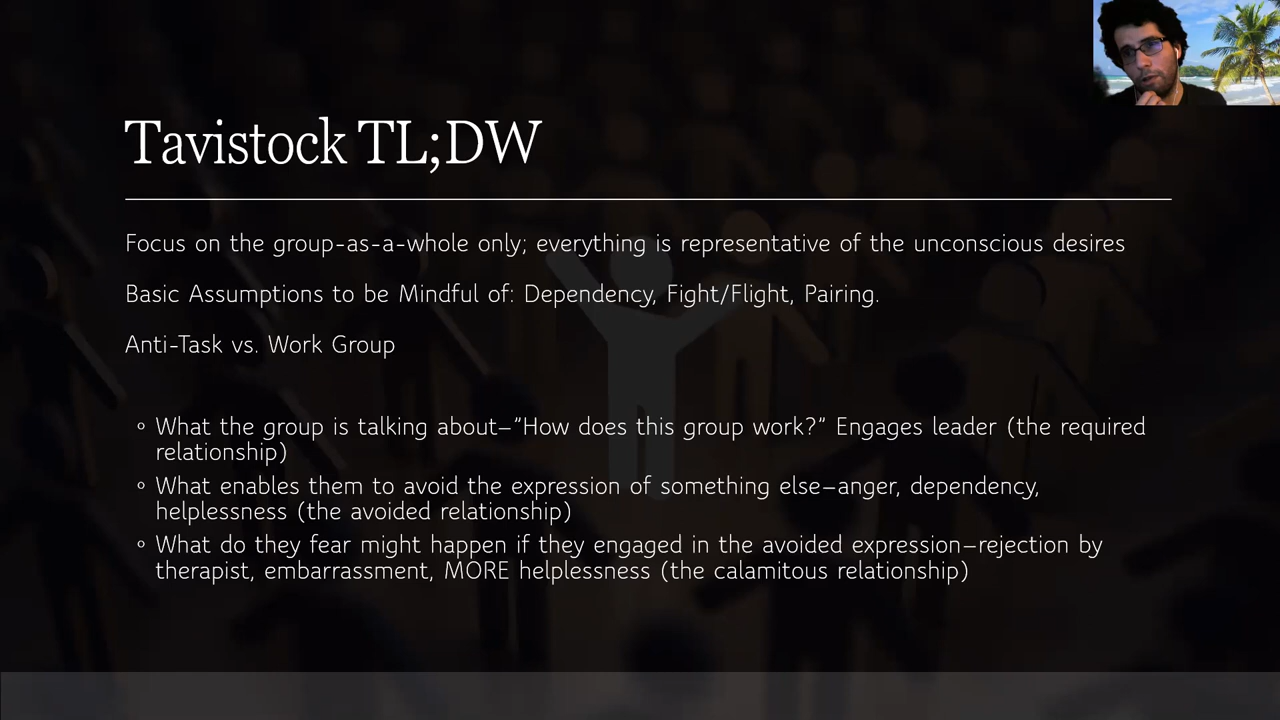 Tavistock TL;DW
Focus on the group-as-a-whole only; everything is representative of the unconscious desires
Basic Assumptions to be Mindful of: Dependency, Fight/Flight, Pairing.
Anti-Task vs. Work Group
◦ What the group is talking about–”How does this group work?” Engages leader (the required
relationship)
◦ What enables them to avoid the expression of something else–anger, dependency,
helplessness (the avoided relationship)
◦ What do they fear might happen if they engaged in the avoided expression–rejection by
therapist, embarrassment, MORE helplessness (the calamitous relationship)